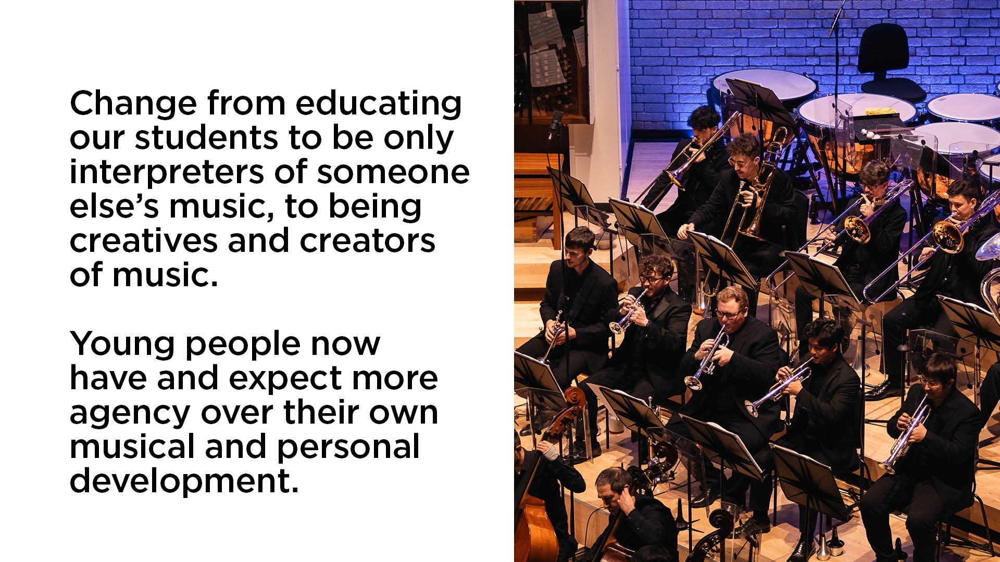 Change from educating
our students to be only
interpreters of someone
else’s music, to being
creatives and creators
of music.
Young people now
have and expect more
agency over their own
musical and personal
development.